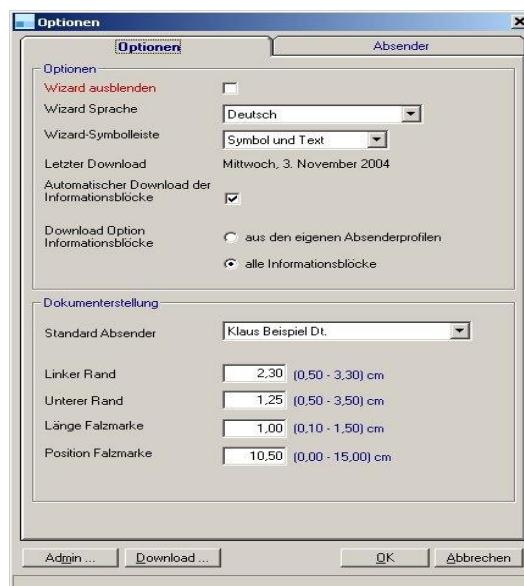 Optionen
Optionen Absender
Optionen
Wizard ausblenden
Wizard Sprache Deutsch
Wizard-Symbolleiste Symbol und Text
Letzter Download Mittwoch, 3. November 2004
Automatischer Download der
Informationsblöcke
Download Option
Informationsblöcke
aus den eigenen Absenderprofilen
alle Informationsblöcke
Dokumenterstellung
Standard Absender Klaus Beispiel Dt.
Linker Rand 2,30 (0,50 - 3,30) cm
Unterer Rand 1,25 (0,50 - 3,50) cm
Länge Falzmarke 1,00 (0,10 - 1,50) cm
Position Falzmarke 10,50 (0,00 - 15,00) cm
Admin ... Download ... OK Abbrechen